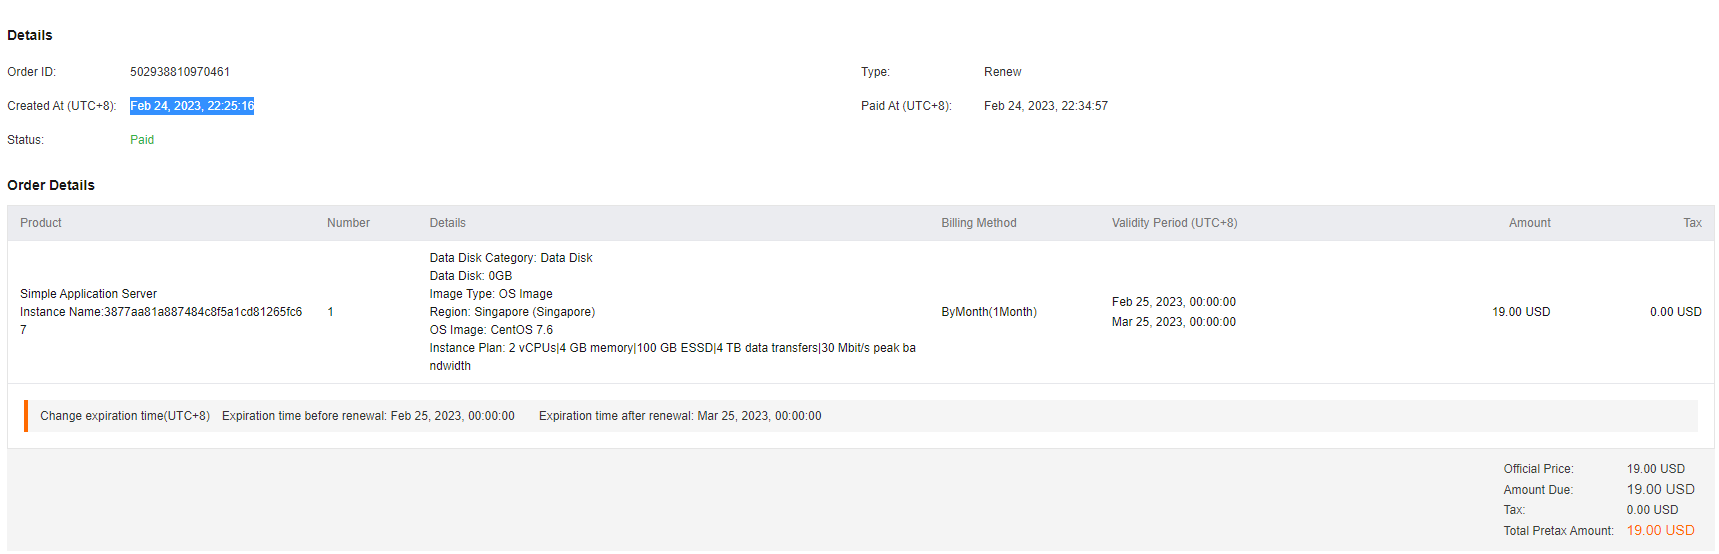 Details
Order ID: 502938810970461 Type: Renew
Created At (UTC+8): Feb 24, 2023, 22:25:16 Paid At (UTC+8): Feb 24, 2023, 22:34:57
Status: Paid
Order Details
Product Number Details Billing Method Validity Period (UTC+8) Amount Tax
Simple Application Server
Instance Name:3877aa81a887484c8f5a1cd81265fc6
7
1
Data Disk Category: Data Disk
Data Disk: 0GB
Image Type: OS Image
Region: Singapore (Singapore)
OS Image: CentOS 7.6
Instance Plan: 2 vCPUs|4 GB memory|100 GB ESSD|4 TB data transfers|30 Mbit/s peak ba
ndwidth
ByMonth(1Month)
Feb 25, 2023, 00:00:00
Mar 25, 2023, 00:00:00
19.00 USD
0.00 USD
Change expiration time(UTC+8) Expiration time before renewal: Feb 25, 2023, 00:00:00 Expiration time after renewal: Mar 25, 2023, 00:00:00
Official Price: 19.00 USD
Amount Due: 19.00 USD
Tax: 0.00 USD
Total Pretax Amount: 19.00 USD